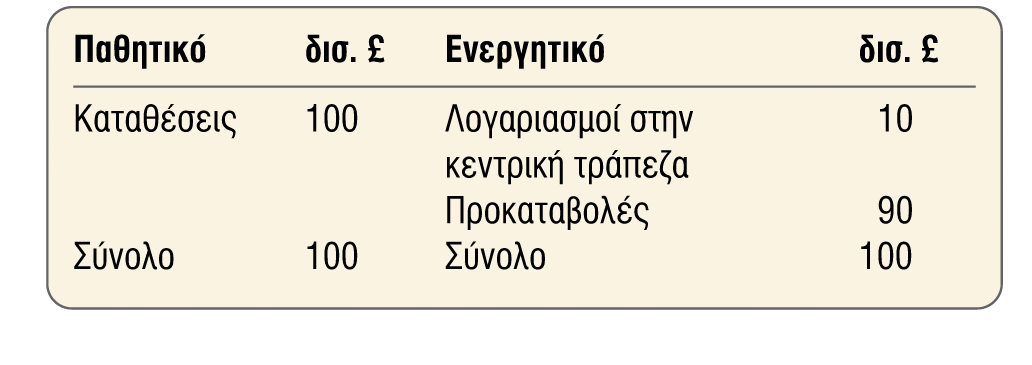 Παθητικό δισ. £ Ενεργητικό δισ. £
Καταθέσεις 100 Λογαριασμοί στην 10
κεντρική τράπεζα
Προκαταβολές 90
Σύνολο 100 Σύνολο 100